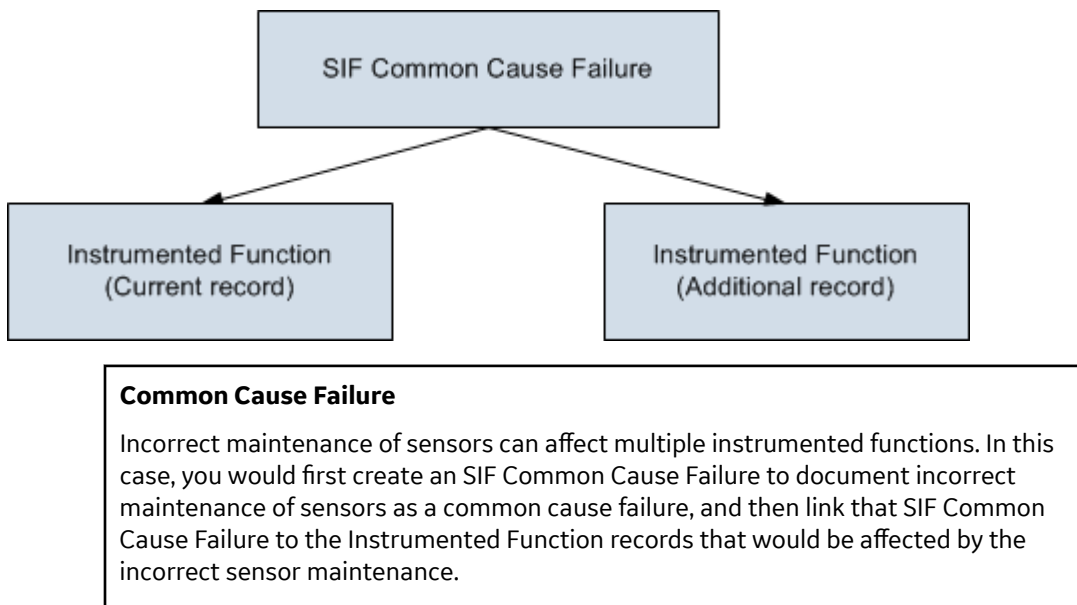 SIF Common Cause Failure
Instrumented Function
(Current record)
Instrumented Function
(Additional record)
Common Cause Failure
Incorrect maintenance of sensors can affect multiple instrumented functions. In this
case, you would first create an SIF Common Cause Failure to document incorrect
maintenance of sensors as a common cause failure, and then link that SIF Common
Cause Failure to the Instrumented Function records that would be affected by the
incorrect sensor maintenance.